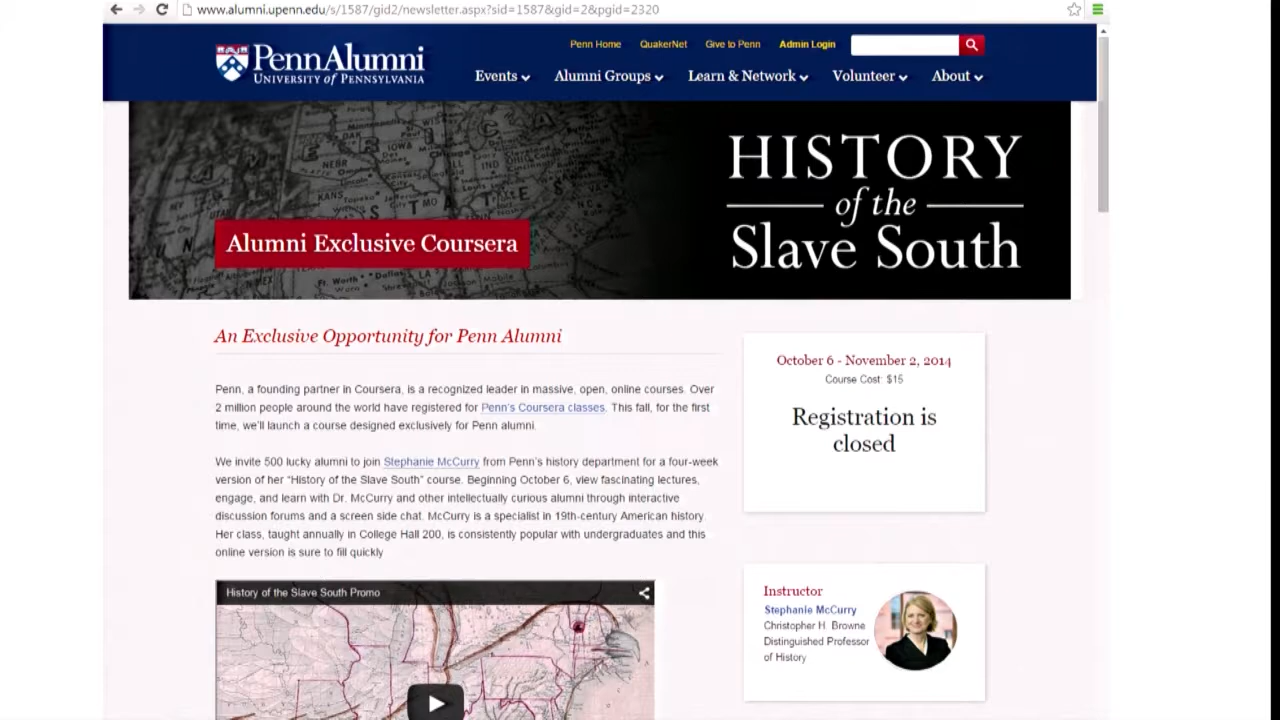 www.alumni.upenn.edu/s/1587/gid2/newsletter.aspx?sid=1587&gid=2&pgid=2320
Penn Home QuakerNet Give to Penn Admin Login
Penn Alumni
University of Pennsylvania
Events Alumni Groups Learn & Network Volunteer About
HISTORY
of the
Slave South
Alumni Exclusive Coursera
An Exclusive Opportunity for Penn Alumni
Penn, a founding partner in Coursera, is a recognized leader in massive, open, online courses. Over
2 million people around the world have registered for Penn's Coursera classes. This fall, for the first
time, we'll launch a course designed exclusively for Penn alumni.
We invite 500 lucky alumni to join Stephanie McCurry from Penn's history department for a four-week
version of her "History of the Slave South" course. Beginning October 6, view fascinating lectures,
engage, and learn with Dr. McCurry and other intellectually curious alumni through interactive
discussion forums and a screen side chat. McCurry is a specialist in 19th-century American history.
Her class, taught annually in College Hall 200, is consistently popular with undergraduates and this
online version is sure to fill quickly
History of the Slave South Promo
October 6 - November 2, 2014
Course Cost: $15
Registration is
closed
Instructor
Stephanie McCurry
Christopher H. Browne
Distinguished Professor
of History